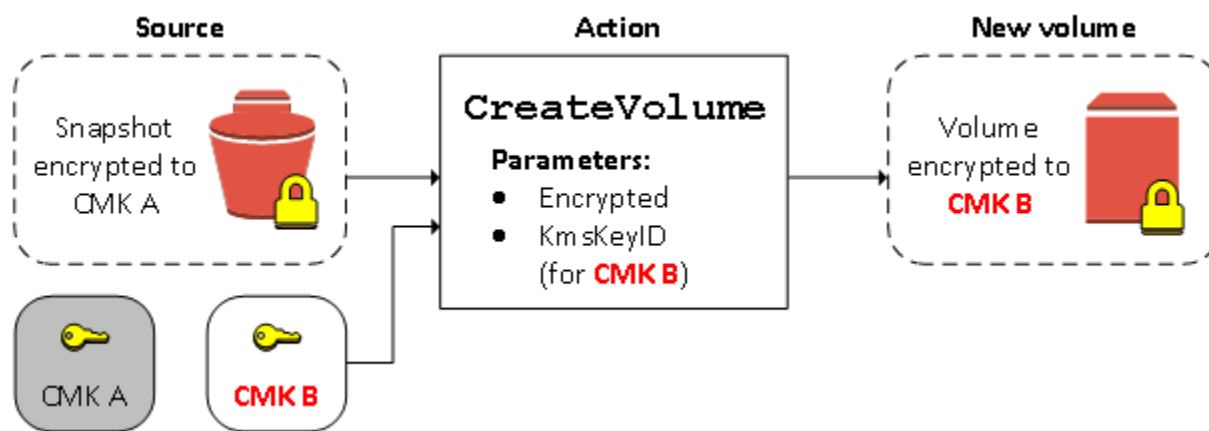 Source
Action
New volume
Snapshot
encrypted to
CMK A
CreateVolume
Parameters:
• Encrypted
• KmsKeyID
(for CMK B)
Volume
encrypted to
CMK B
CMK A
CMK B